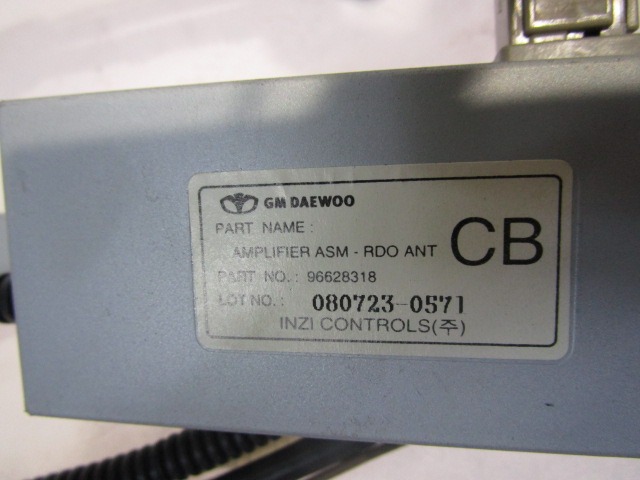 GM DAEWOO
PART NAME :
AMPLIFIER ASM - RDO ANT
CB
PART NO. : 96628318
LOT NO. : 080723-0571
INZI CONTROLS(주)